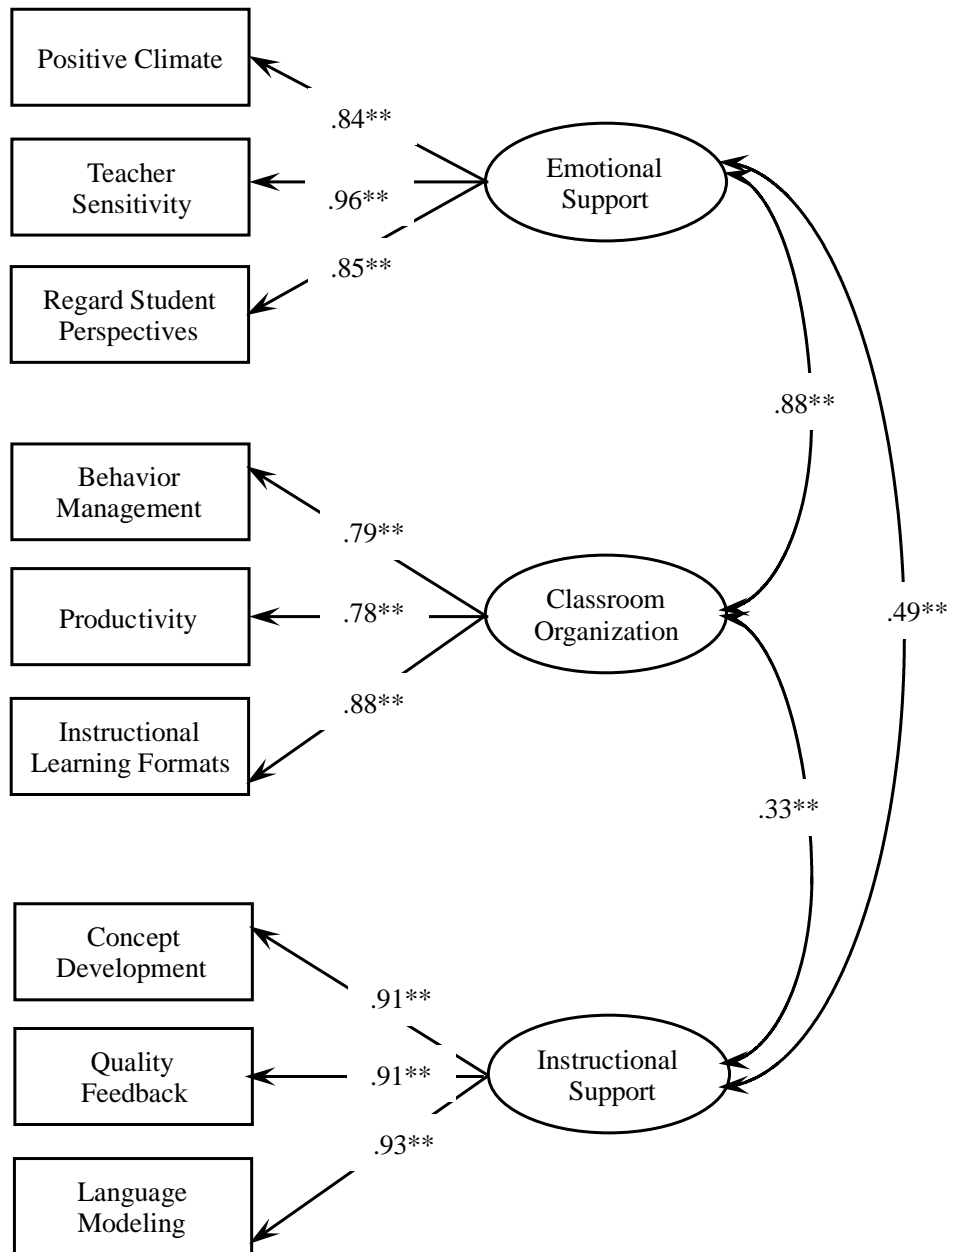 Positive Climate
.84**
Teacher
Sensitivity
.96**
Emotional
Support
.85**
Regard Student
Perspectives
.88**
Behavior
Management
.79**
Productivity
.78**
Classroom
Organization
.49**
.88**
Instructional
Learning Formats
.33**
Concept
Development
.91**
Quality
Feedback
.91**
Instructional
Support
.93**
Language
Modeling